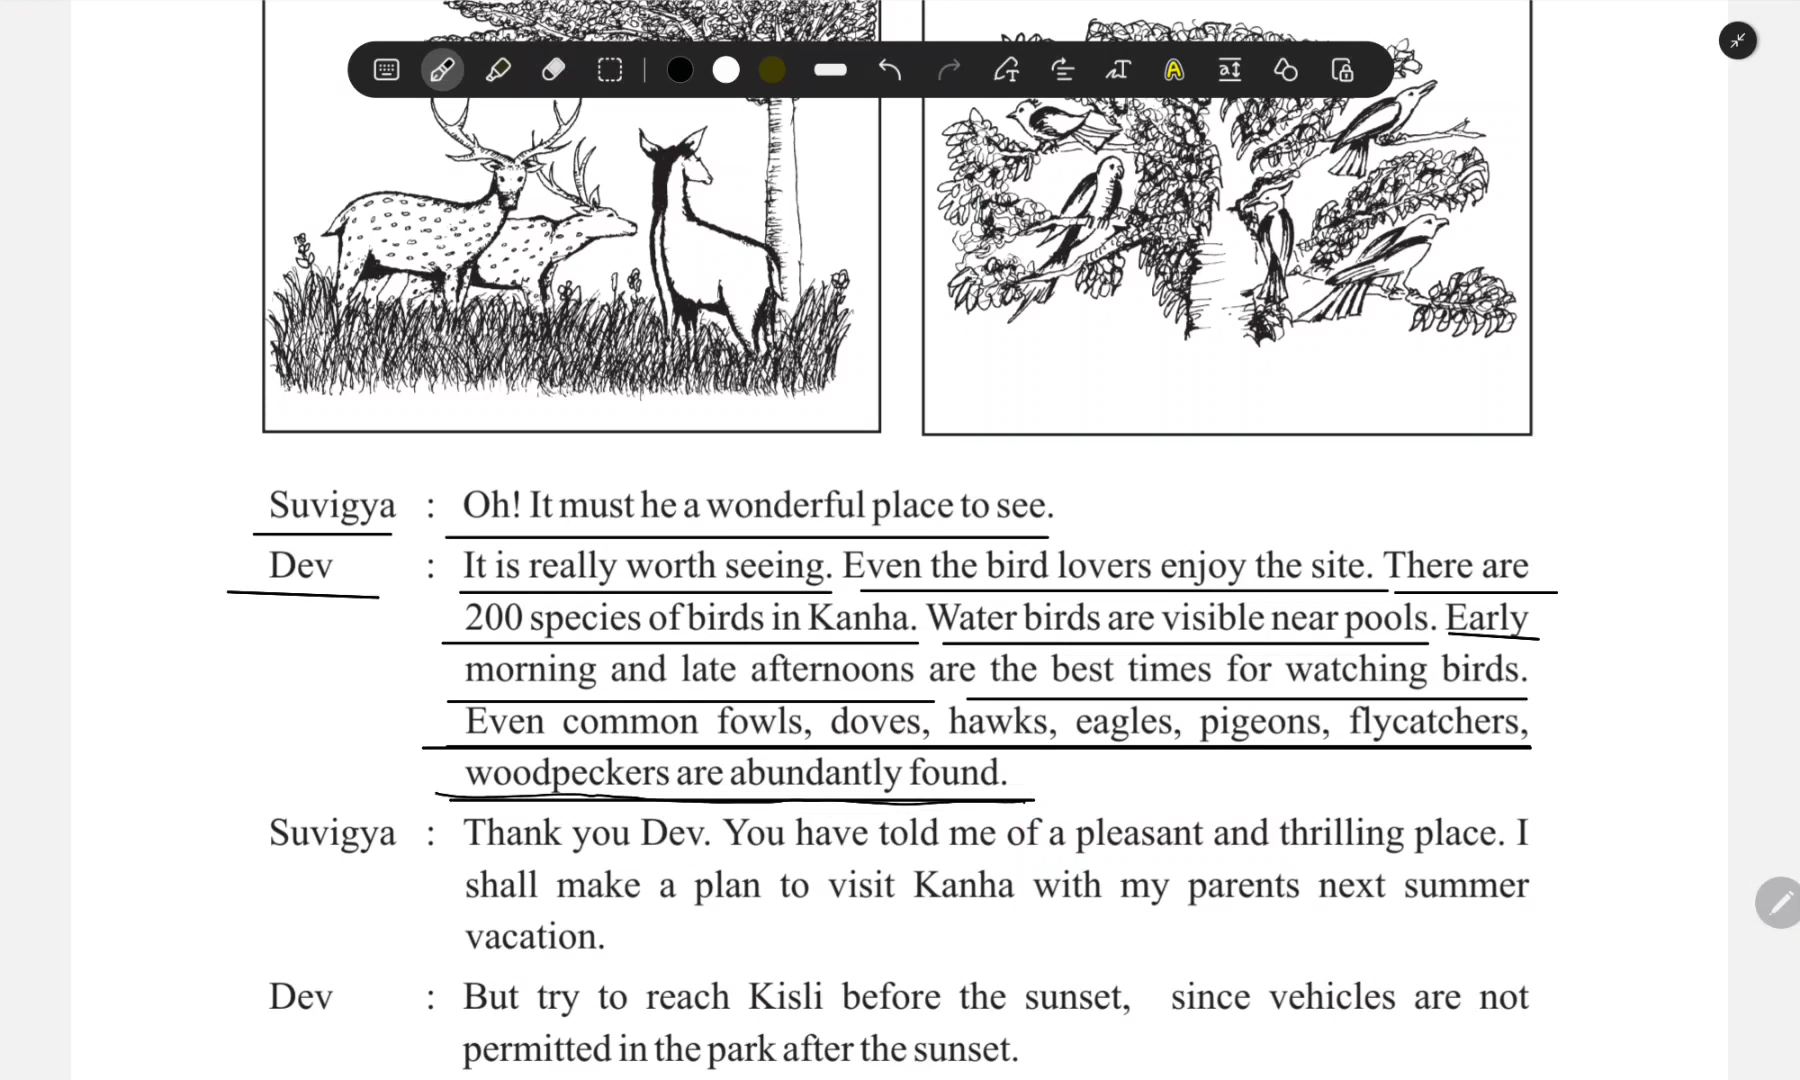 Suvigya : Oh! It must he a wonderful place to see.
Dev : It is really worth seeing. Even the bird lovers enjoy the site. There are
200 species of birds in Kanha. Water birds are visible near pools. Early
morning and late afternoons are the best times for watching birds.
Even common fowls, doves, hawks, eagles, pigeons, flycatchers,
woodpeckers are abundantly found.
Suvigya : Thank you Dev. You have told me of a pleasant and thrilling place. I
shall make a plan to visit Kanha with my parents next summer
vacation.
Dev : But try to reach Kisli before the sunset, since vehicles are not
permitted in the park after the sunset.